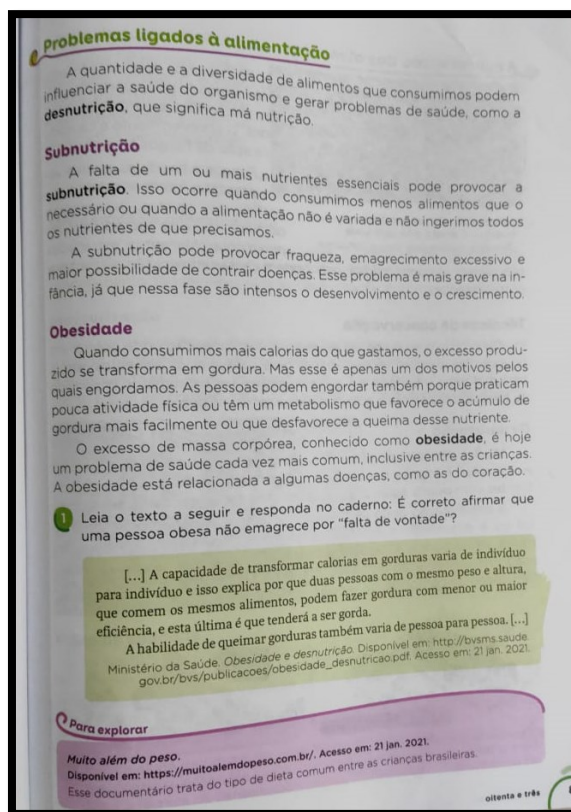 Problemas ligados à alimentação
A quantidade e a diversidade de alimentos que consumimos podem
influenciar a saúde do organismo e gerar problemas de saúde, como a
desnutrição, que significa má nutrição.
Subnutrição
A falta de um ou mais nutrientes essenciais pode provocar a
subnutrição. Isso ocorre quando consumimos menos alimentos que o
necessário ou quando a alimentação não é variada e não ingerimos todos
os nutrientes de que precisamos.
A subnutrição pode provocar fraqueza, emagrecimento excessivo e
maior possibilidade de contrair doenças. Esse problema é mais grave na in-
fância, já que nessa fase são intensos o desenvolvimento e o crescimento.
Obesidade
Quando consumimos mais calorias do que gastamos, o excesso produ-
zido se transforma em gordura. Mas esse é apenas um dos motivos pelos
quais engordamos. As pessoas podem engordar também porque praticam
pouca atividade física ou têm um metabolismo que favorece o acúmulo de
gordura mais facilmente ou que desfavorece a queima desse nutriente.
O excesso de massa corpórea, conhecido como obesidade, é hoje
um problema de saúde cada vez mais comum, inclusive entre as crianças.
A obesidade está relacionada a algumas doenças, como as do coração.
1 Leia o texto a seguir e responda no caderno: É correto afirmar que
uma pessoa obesa não emagrece por "falta de vontade"?
[...] A capacidade de transformar calorias em gorduras varia de indivíduo
para indivíduo e isso explica por que duas pessoas com o mesmo peso e altura,
que comem os mesmos alimentos, podem fazer gordura com menor ou maior
eficiência, e esta última é que tenderá a ser gorda.
A habilidade de queimar gorduras também varia de pessoa para pessoa. [...]
Ministério da Saúde. Obesidade e desnutrição. Disponível em: http://bvsms.saude.
gov.br/bvs/publicacoes/obesidade_desnutricao.pdf. Acesso em: 21 jan. 2021.
Para explorar
Muito além do peso.
Disponível em: https://muitoalemdopeso.com.br/. Acesso em: 21 jan. 2021.
Esse documentário trata do tipo de dieta comum entre as crianças brasileiras.
oitenta e três